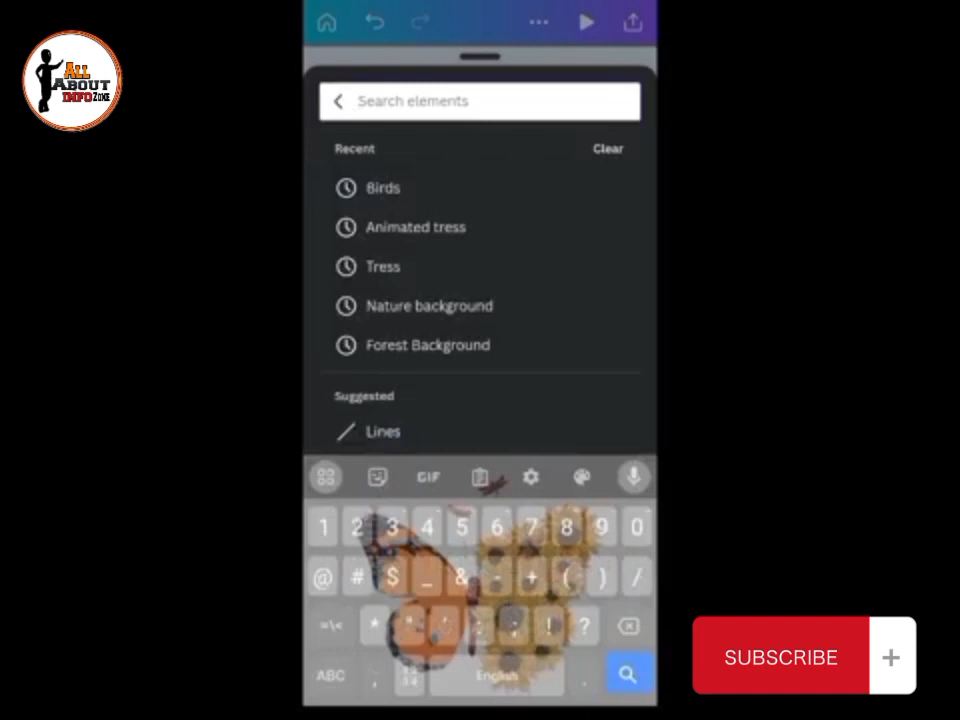 ALL
ABOUT
INFO ZONE
Search elements
Recent
Clear
Birds
Animated tress
Tress
Nature background
Forest Background
Suggested
Lines
GIF
1 2 3 4 5 6 7 8 9 0
@ # $ _ & - + ( ) /
=\< * " ' : ; ! ?
ABC , English .
SUBSCRIBE +